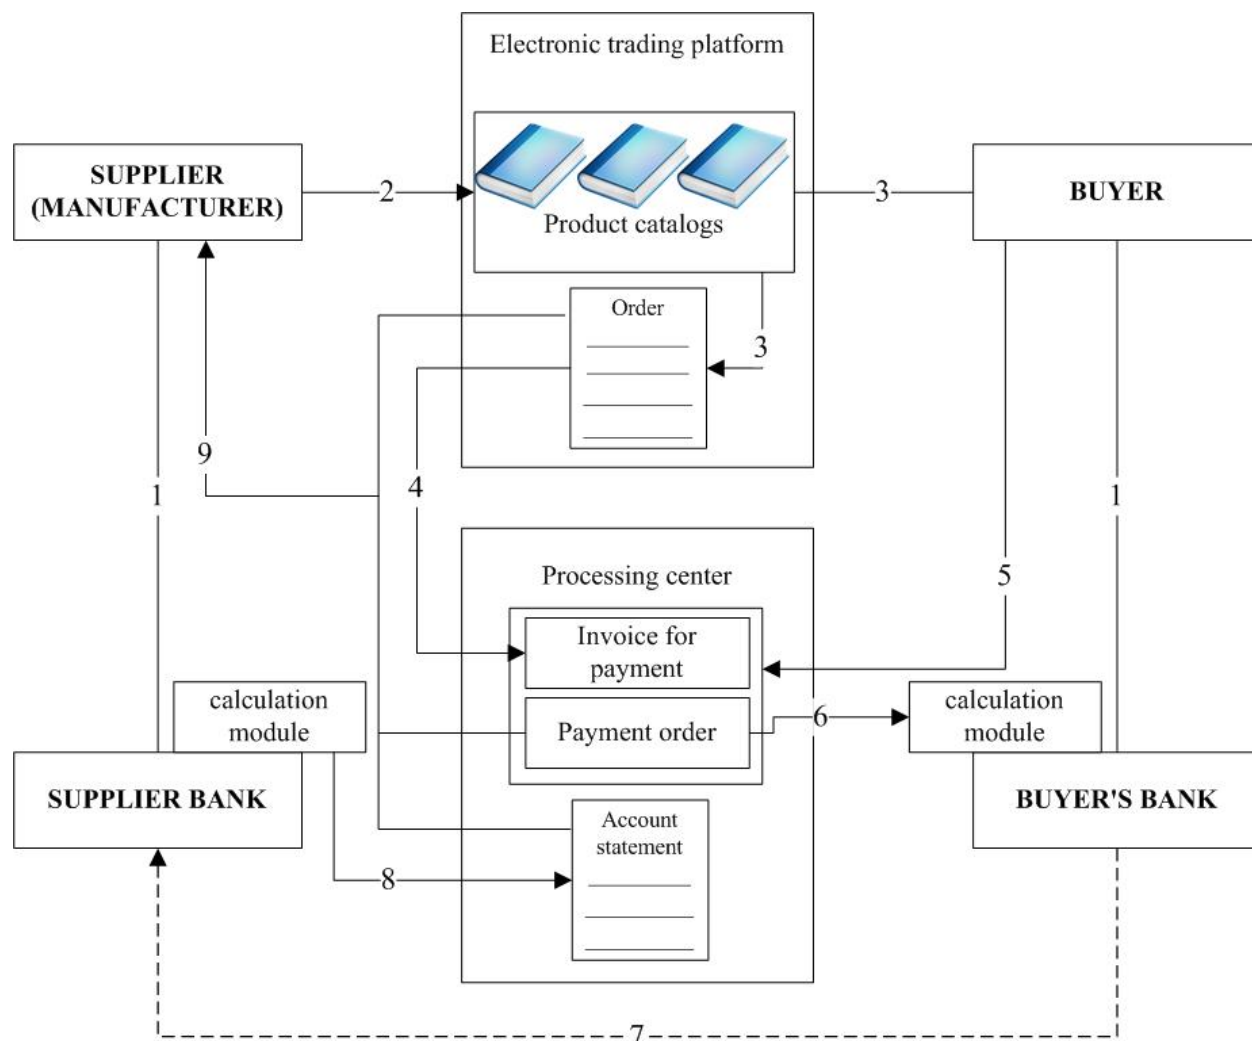 Electronic trading platform
SUPPLIER
(MANUFACTURER)
2
Product catalogs
3
BUYER
Order
3
9
4
1
1
5
Processing center
Invoice for
payment
calculation
module
Payment order
6
calculation
module
SUPPLIER BANK
BUYER'S BANK
Account
statement
8
7